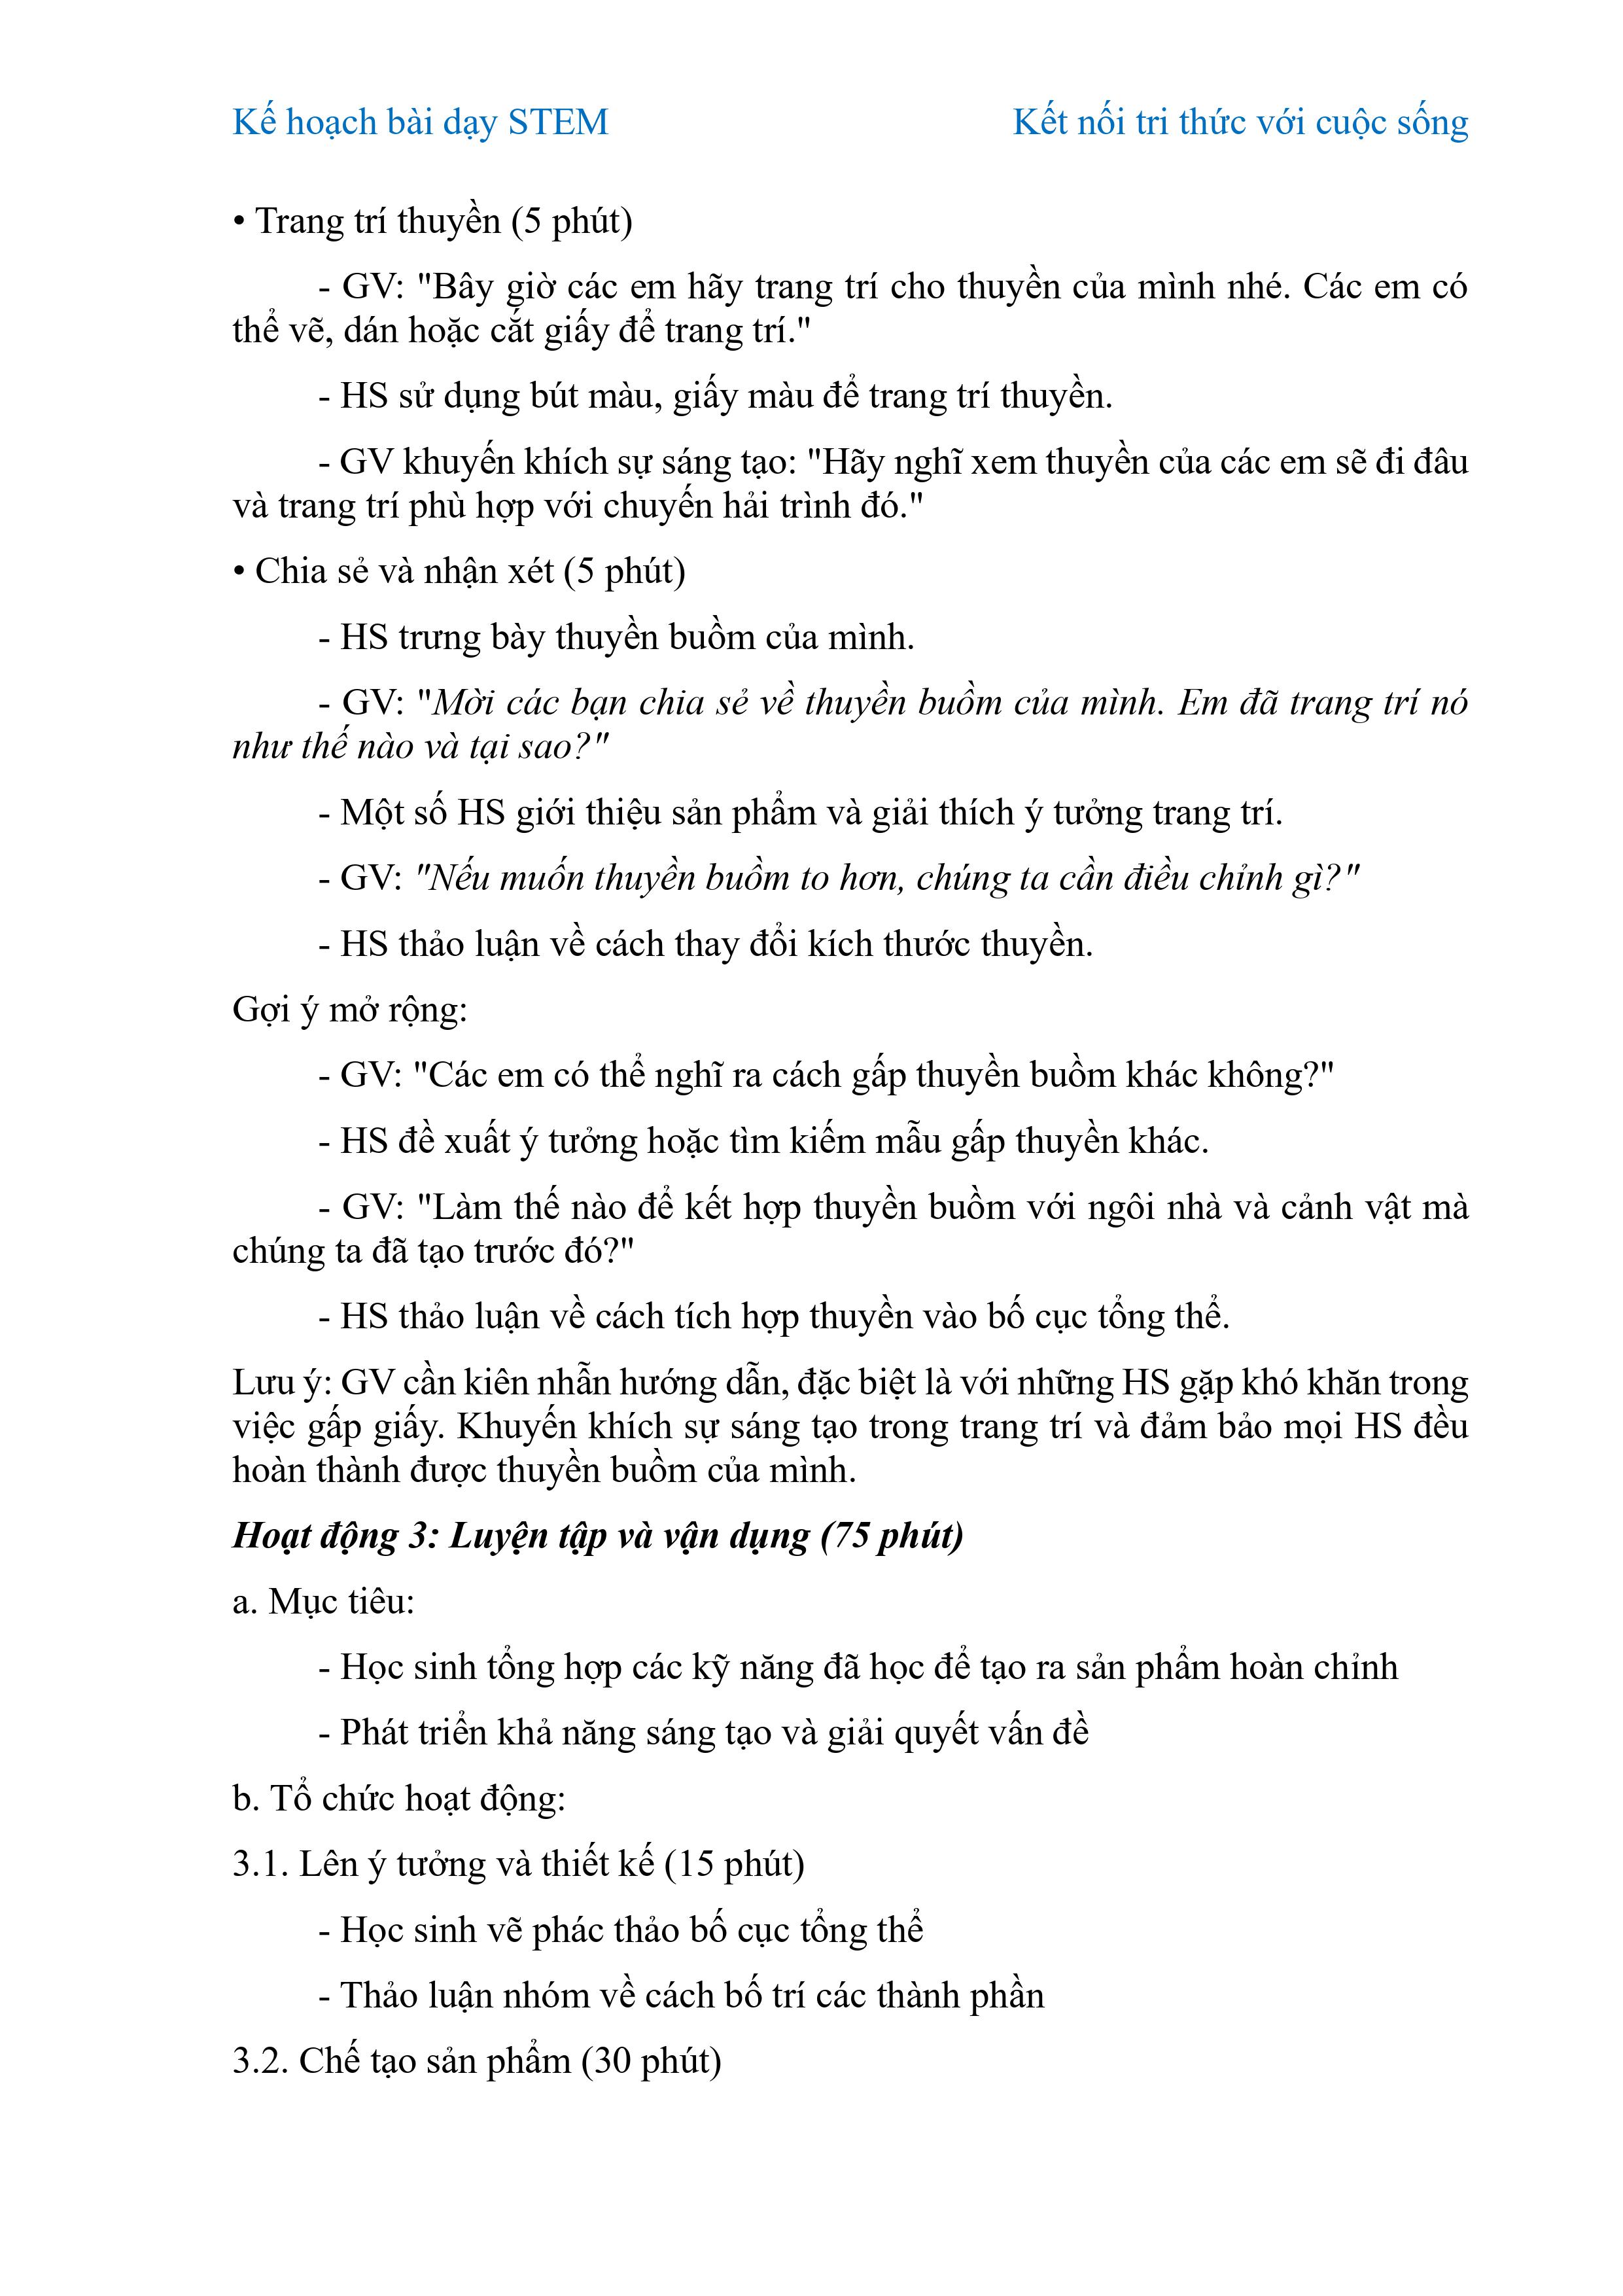 Kế hoạch bài dạy STEM Kết nối tri thức với cuộc sống
• Trang trí thuyền (5 phút)
- GV: "Bây giờ các em hãy trang trí cho thuyền của mình nhé. Các em có
thể vẽ, dán hoặc cắt giấy để trang trí."
- HS sử dụng bút màu, giấy màu để trang trí thuyền.
- GV khuyến khích sự sáng tạo: "Hãy nghĩ xem thuyền của các em sẽ đi đâu
và trang trí phù hợp với chuyến hải trình đó."
• Chia sẻ và nhận xét (5 phút)
- HS trưng bày thuyền buồm của mình.
- GV: "Mời các bạn chia sẻ về thuyền buồm của mình. Em đã trang trí nó
như thế nào và tại sao?"
- Một số HS giới thiệu sản phẩm và giải thích ý tưởng trang trí.
- GV: "Nếu muốn thuyền buồm to hơn, chúng ta cần điều chỉnh gì?"
- HS thảo luận về cách thay đổi kích thước thuyền.
Gợi ý mở rộng:
- GV: "Các em có thể nghĩ ra cách gấp thuyền buồm khác không?"
- HS đề xuất ý tưởng hoặc tìm kiếm mẫu gấp thuyền khác.
- GV: "Làm thế nào để kết hợp thuyền buồm với ngôi nhà và cảnh vật mà
chúng ta đã tạo trước đó?"
- HS thảo luận về cách tích hợp thuyền vào bố cục tổng thể.
Lưu ý: GV cần kiên nhẫn hướng dẫn, đặc biệt là với những HS gặp khó khăn trong
việc gấp giấy. Khuyến khích sự sáng tạo trong trang trí và đảm bảo mọi HS đều
hoàn thành được thuyền buồm của mình.
Hoạt động 3: Luyện tập và vận dụng (75 phút)
a. Mục tiêu:
- Học sinh tổng hợp các kỹ năng đã học để tạo ra sản phẩm hoàn chỉnh
- Phát triển khả năng sáng tạo và giải quyết vấn đề
b. Tổ chức hoạt động:
3.1. Lên ý tưởng và thiết kế (15 phút)
- Học sinh vẽ phác thảo bố cục tổng thể
- Thảo luận nhóm về cách bố trí các thành phần
3.2. Chế tạo sản phẩm (30 phút)